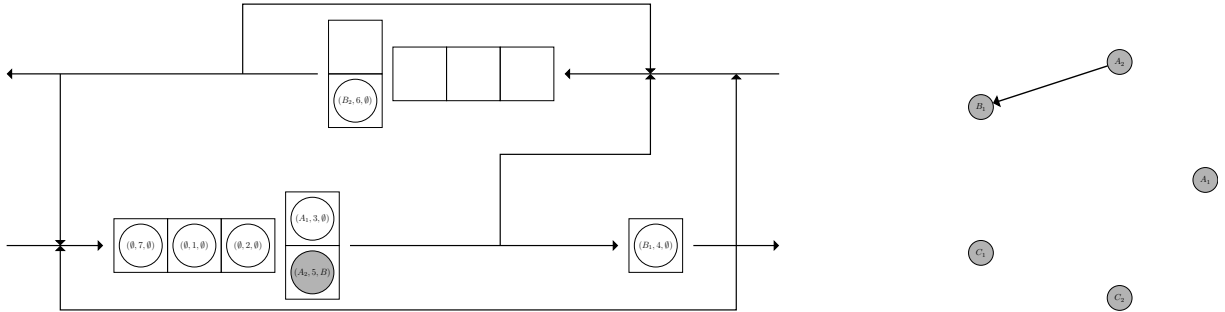 (B₂, 6, ∅)
(∅, 7, ∅) (∅, 1, ∅) (∅, 2, ∅)
(A₁, 3, ∅)
(A₂, 5, B)
(B₁, 4, ∅)
A₂
B₁
A₁
C₁
C₂